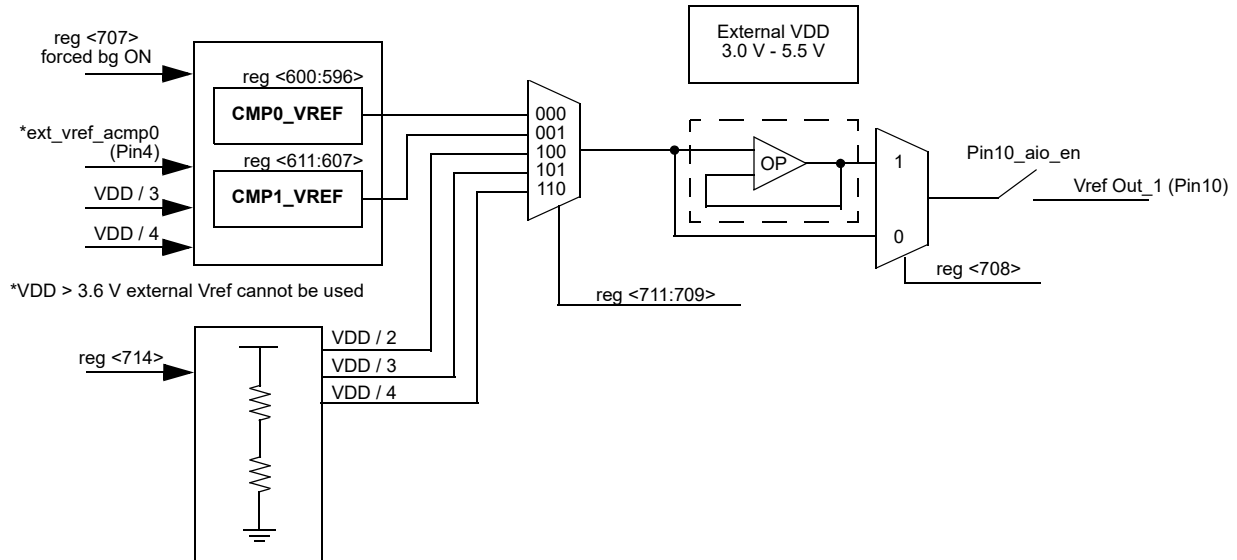 reg <707>
forced bg ON
External VDD
3.0 V - 5.5 V
reg <600:596>
CMP0_VREF
*ext_vref_acmp0
(Pin4)
reg <611:607>
CMP1_VREF
VDD / 3
VDD / 4
000
001
100
101
110
OP
1
0
Pin10_aio_en
Vref Out_1 (Pin10)
reg <708>
*VDD > 3.6 V external Vref cannot be used
reg <711:709>
reg <714>
VDD / 2
VDD / 3
VDD / 4